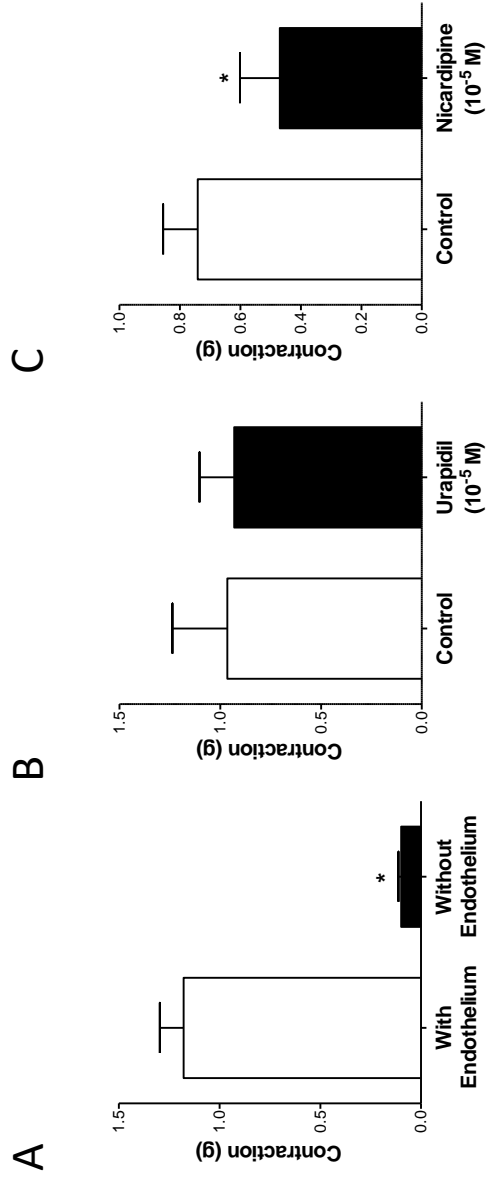 A
Contraction (g)
1.5
1.0
0.5
0.0
*
With
Endothelium
Without
Endothelium
B
Contraction (g)
1.5
1.0
0.5
0.0
Control
Urapidil
(10⁻⁵ M)
C
Contraction (g)
1.0
0.8
0.6
0.4
0.2
0.0
*
Control
Nicardipine
(10⁻⁵ M)